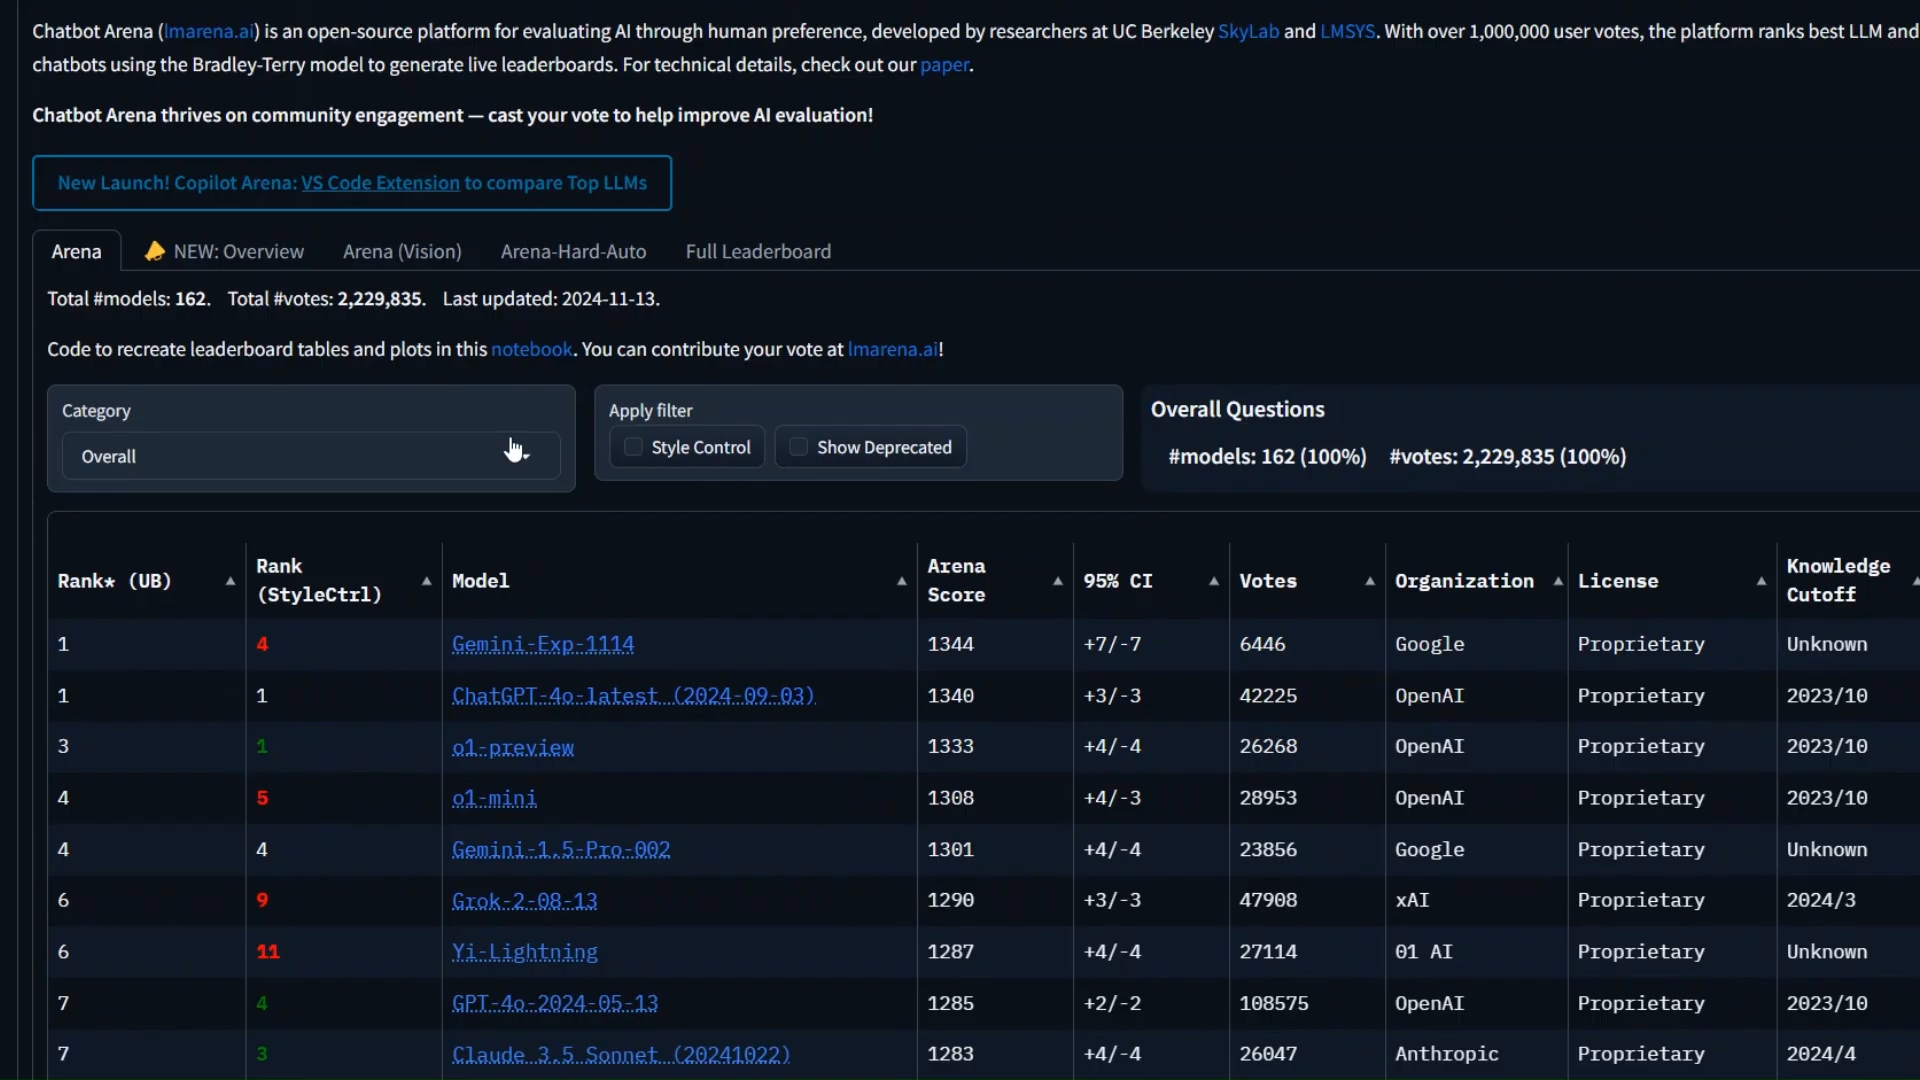 Chatbot Arena (lmarena.ai) is an open-source platform for evaluating AI through human preference, developed by researchers at UC Berkeley SkyLab and LMSYS. With over 1,000,000 user votes, the platform ranks best LLM and
chatbots using the Bradley-Terry model to generate live leaderboards. For technical details, check out our paper.
Chatbot Arena thrives on community engagement — cast your vote to help improve AI evaluation!
New Launch! Copilot Arena: VS Code Extension to compare Top LLMs
Arena NEW: Overview Arena (Vision) Arena-Hard-Auto Full Leaderboard
Total #models: 162. Total #votes: 2,229,835. Last updated: 2024-11-13.
Code to recreate leaderboard tables and plots in this notebook. You can contribute your vote at lmarena.ai!
Category Apply filter Overall Questions
Overall Style Control Show Deprecated #models: 162 (100%) #votes: 2,229,835 (100%)
Rank* (UB) Rank (StyleCtrl) Model Arena Score 95% CI Votes Organization License Knowledge Cutoff
1 4 Gemini-Exp-1114 1344 +7/-7 6446 Google Proprietary Unknown
1 1 ChatGPT-4o-latest (2024-09-03) 1340 +3/-3 42225 OpenAI Proprietary 2023/10
3 1 o1-preview 1333 +4/-4 26268 OpenAI Proprietary 2023/10
4 5 o1-mini 1308 +4/-3 28953 OpenAI Proprietary 2023/10
4 4 Gemini-1.5-Pro-002 1301 +4/-4 23856 Google Proprietary Unknown
6 9 Grok-2-08-13 1290 +3/-3 47908 xAI Proprietary 2024/3
6 11 Yi-Lightning 1287 +4/-4 27114 01 AI Proprietary Unknown
7 4 GPT-4o-2024-05-13 1285 +2/-2 108575 OpenAI Proprietary 2023/10
7 3 Claude 3.5 Sonnet (20241022) 1283 +4/-4 26047 Anthropic Proprietary 2024/4